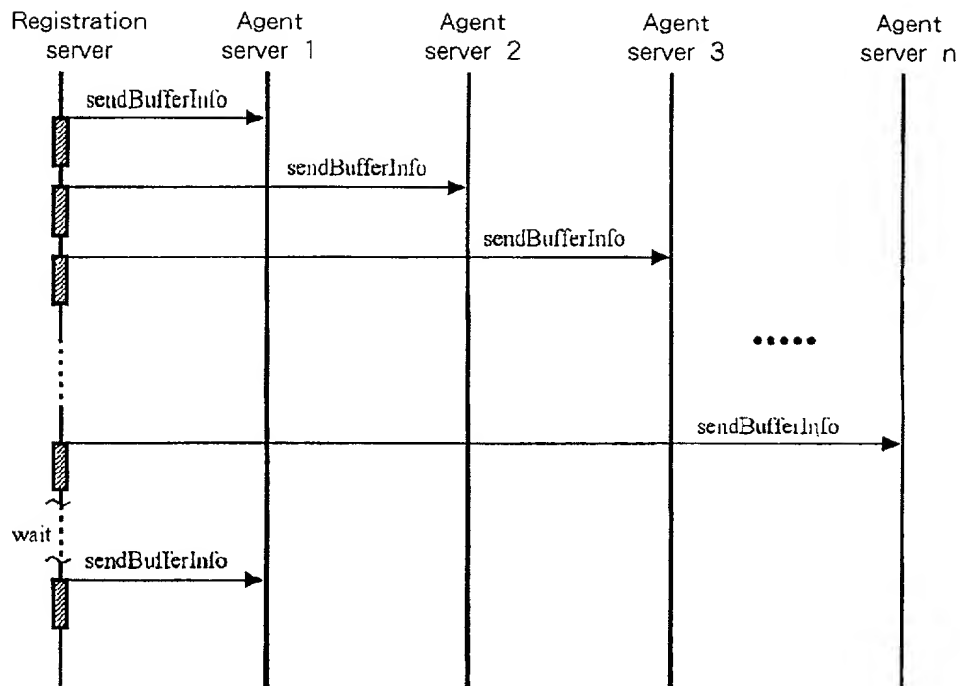 Registration server
Agent server 1
Agent server 2
Agent server 3
Agent server n
sendBufferInfo
sendBufferInfo
sendBufferInfo
sendBufferInfo
wait
sendBufferInfo